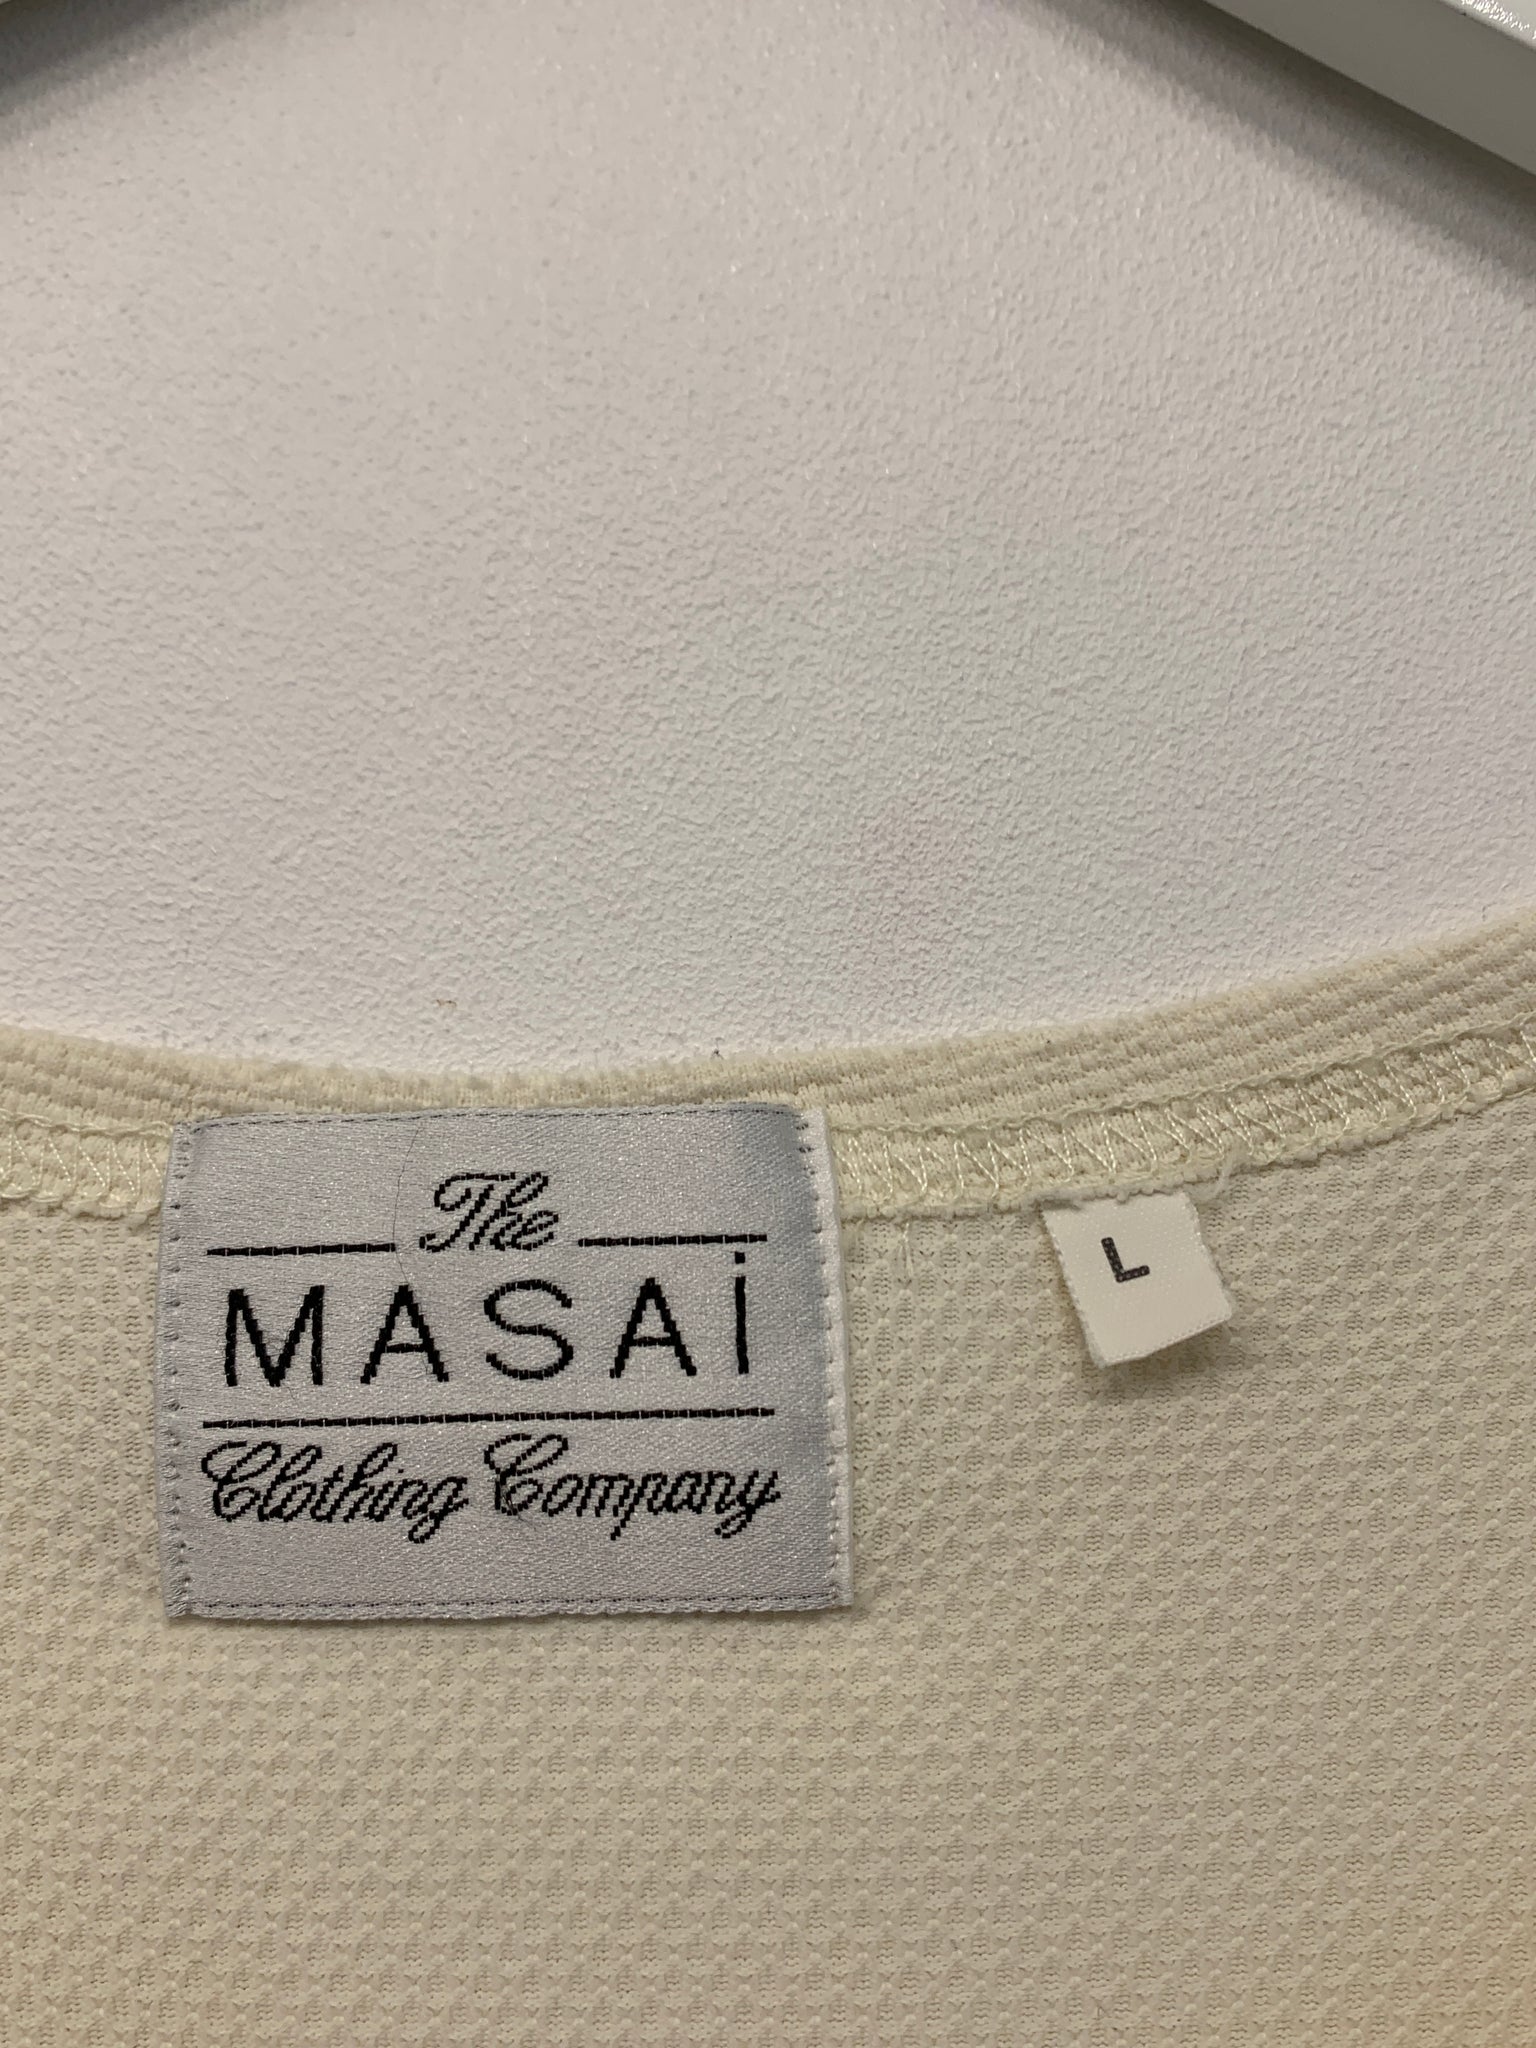 The
MASAi
Clothing Company
L